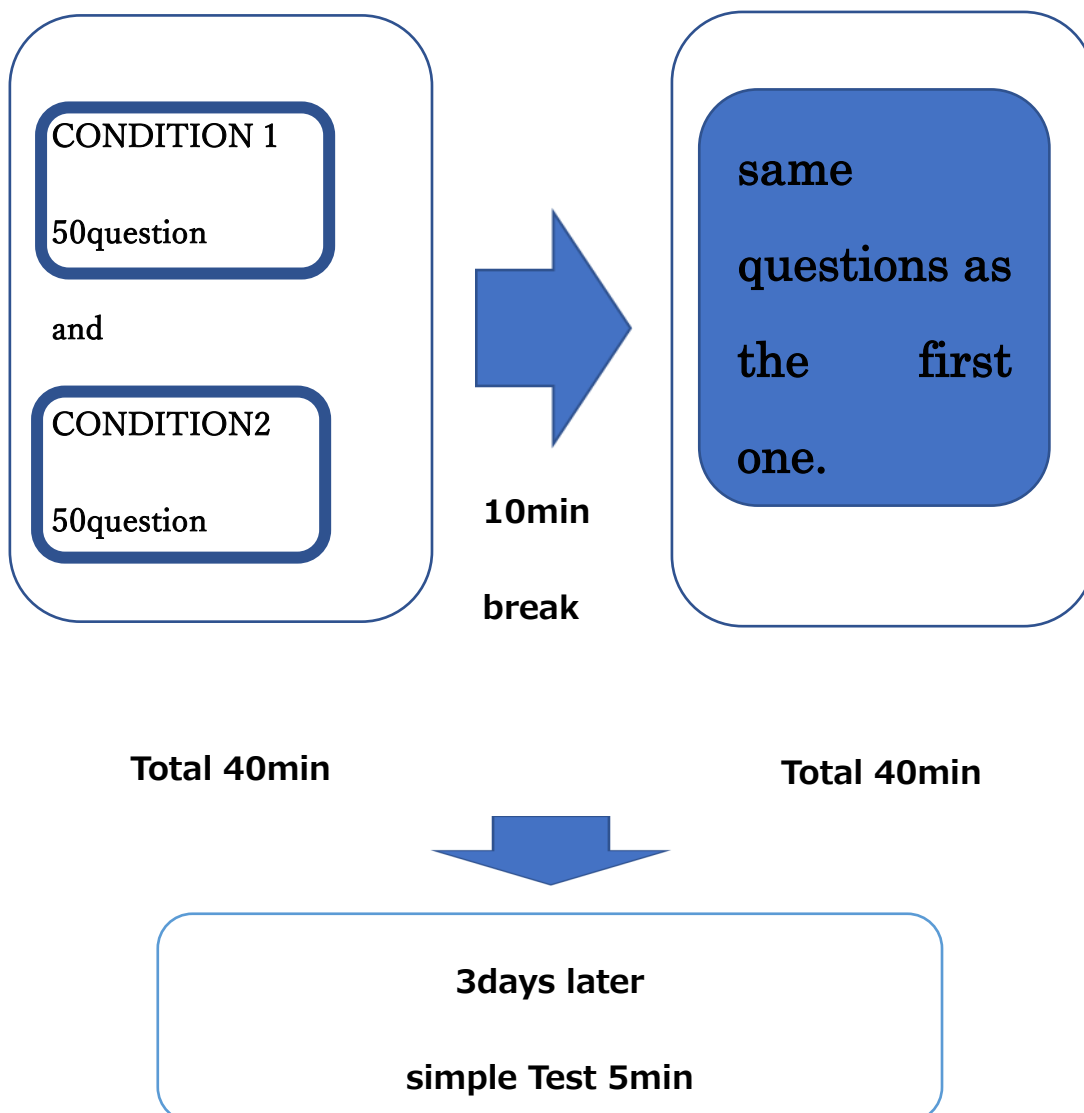 CONDITION 1
50question
and
CONDITION2
50question
10min
break
same
questions as
the first
one.
Total 40min
Total 40min
3days later
simple Test 5min